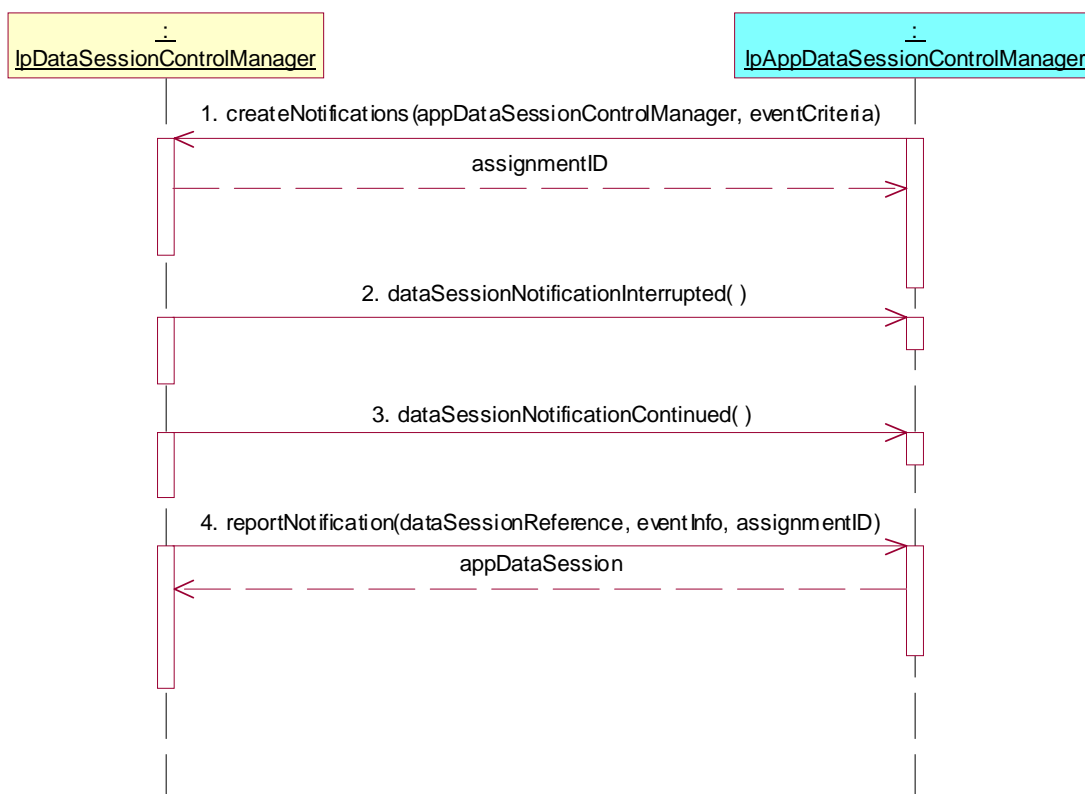 :
IpDataSessionControlManager
:
IpAppDataSessionControlManager
1. createNotifications(appDataSessionControlManager, eventCriteria)
assignmentID
2. dataSessionNotificationInterrupted( )
3. dataSessionNotificationContinued( )
4. reportNotification(dataSessionReference, eventInfo, assignmentID)
appDataSession